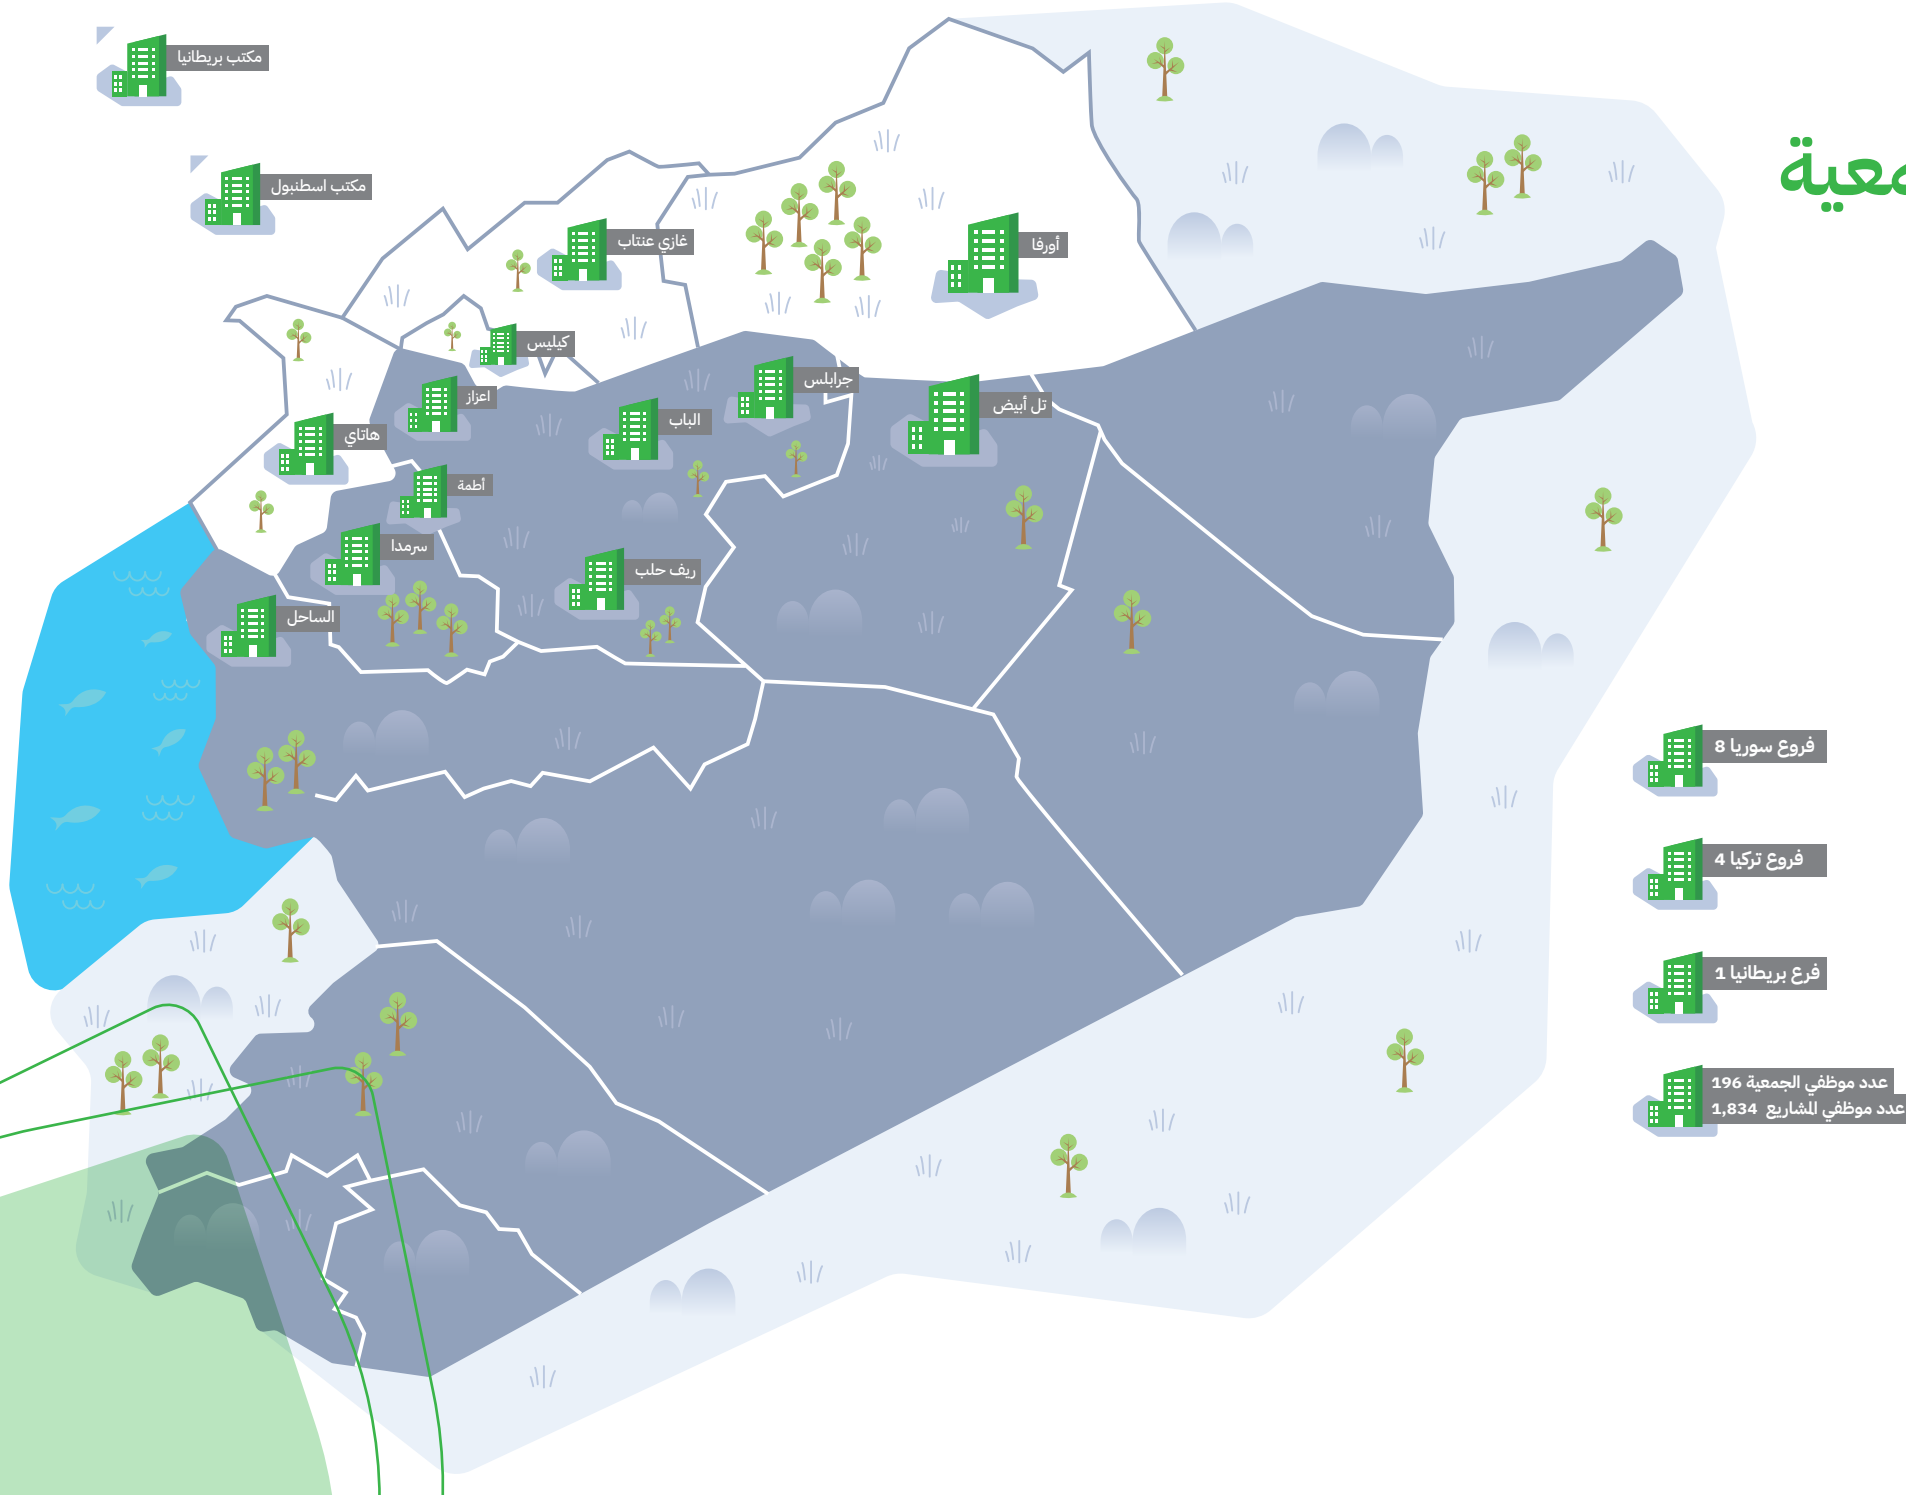 مكتب بريطانيا
مكتب اسطنبول
غازي عنتاب
أورفا
كيليس
جرابلس
اعزاز
تل أبيض
الباب
هاتاي
أطمة
سرمدا
ريف حلب
الساحل
فروع سوريا 8
فروع تركيا 4
فرع بريطانيا 1
عدد موظفي الجمعية 196
عدد موظفي المشاريع 1,834